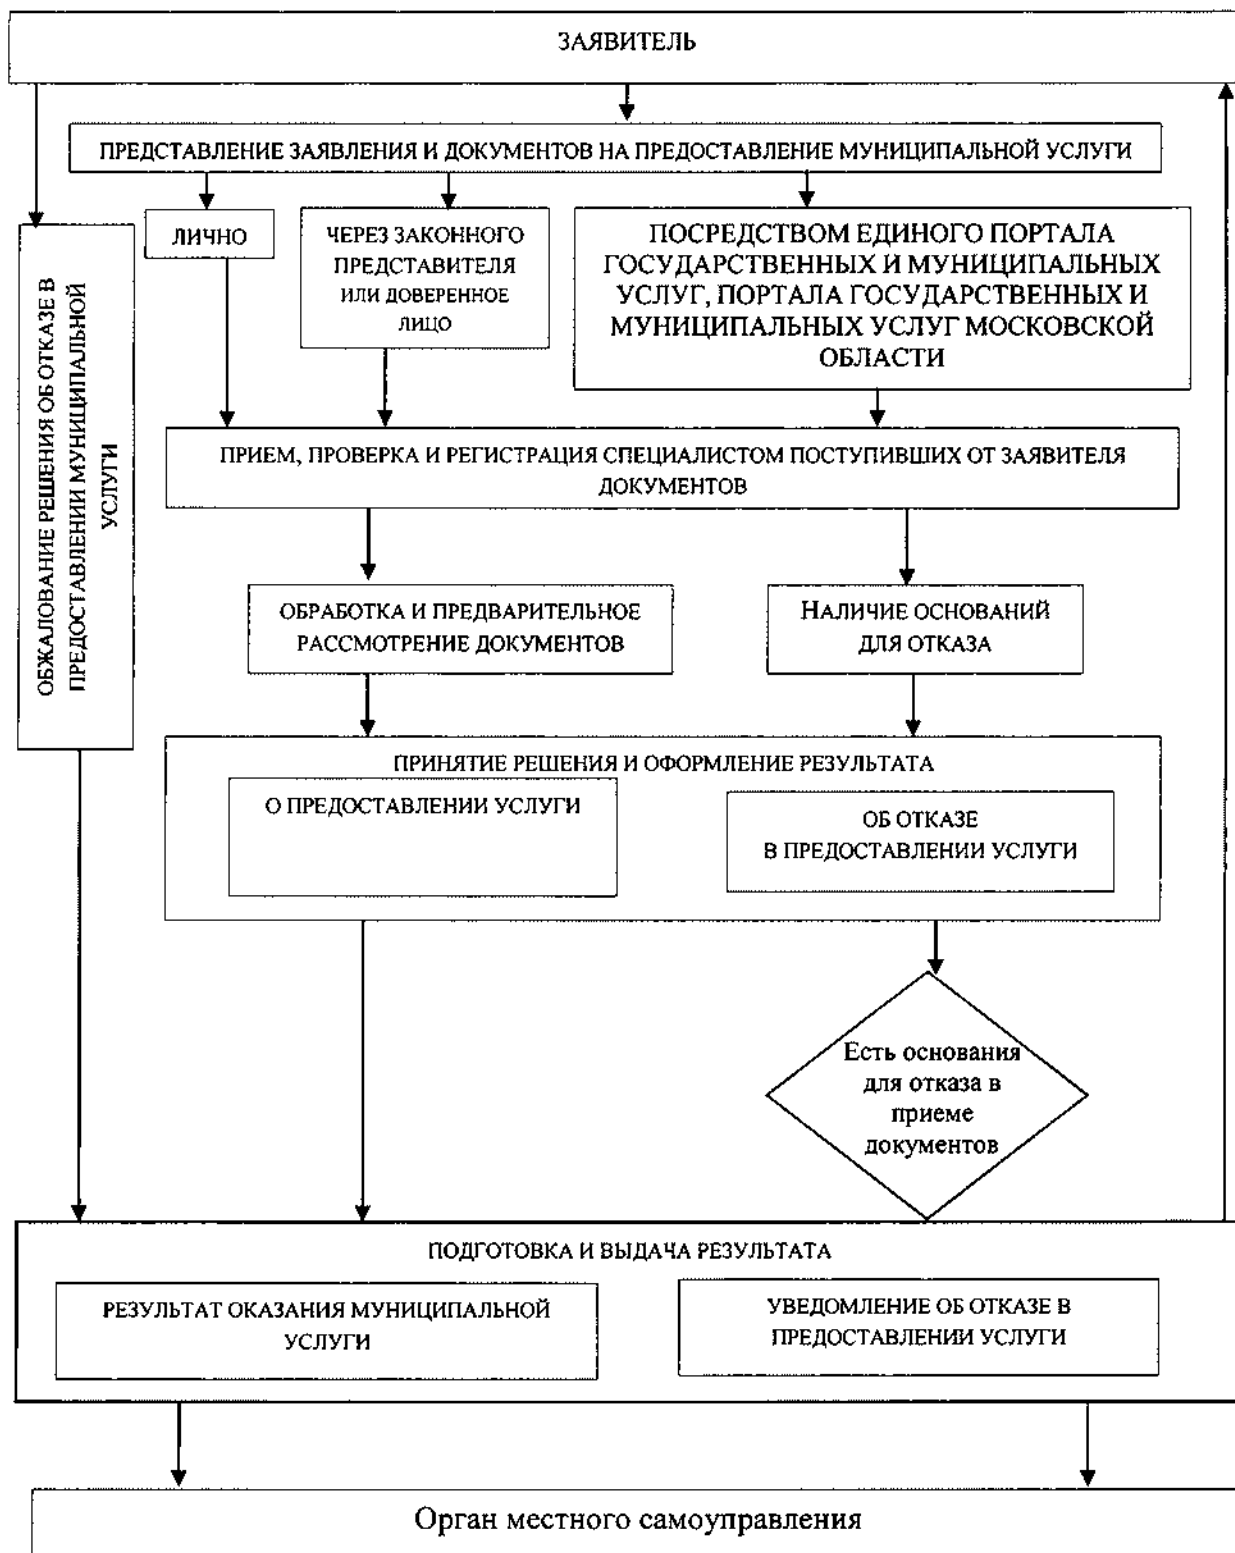 ЗАЯВИТЕЛЬ
ПРЕДСТАВЛЕНИЕ ЗАЯВЛЕНИЯ И ДОКУМЕНТОВ НА ПРЕДОСТАВЛЕНИЕ МУНИЦИПАЛЬНОЙ УСЛУГИ
ЛИЧНО
ЧЕРЕЗ ЗАКОННОГО
ПРЕДСТАВИТЕЛЯ
ИЛИ ДОВЕРЕННОЕ
ЛИЦО
ПОСРЕДСТВОМ ЕДИНОГО ПОРТАЛА
ГОСУДАРСТВЕННЫХ И МУНИЦИПАЛЬНЫХ
УСЛУГ, ПОРТАЛА ГОСУДАРСТВЕННЫХ И
МУНИЦИПАЛЬНЫХ УСЛУГ МОСКОВСКОЙ
ОБЛАСТИ
ОБЖАЛОВАНИЕ РЕШЕНИЯ ОБ ОТКАЗЕ В
ПРЕДОСТАВЛЕНИИ МУНИЦИПАЛЬНОЙ
УСЛУГИ
ПРИЕМ, ПРОВЕРКА И РЕГИСТРАЦИЯ СПЕЦИАЛИСТОМ ПОСТУПИВШИХ ОТ ЗАЯВИТЕЛЯ
ДОКУМЕНТОВ
ОБРАБОТКА И ПРЕДВАРИТЕЛЬНОЕ
РАССМОТРЕНИЕ ДОКУМЕНТОВ
НАЛИЧИЕ ОСНОВАНИЙ
ДЛЯ ОТКАЗА
ПРИНЯТИЕ РЕШЕНИЯ И ОФОРМЛЕНИЕ РЕЗУЛЬТАТА
О ПРЕДОСТАВЛЕНИИ УСЛУГИ
ОБ ОТКАЗЕ
В ПРЕДОСТАВЛЕНИИ УСЛУГИ
Есть основания
для отказа в
приеме
документов
ПОДГОТОВКА И ВЫДАЧА РЕЗУЛЬТАТА
РЕЗУЛЬТАТ ОКАЗАНИЯ МУНИЦИПАЛЬНОЙ
УСЛУГИ
УВЕДОМЛЕНИЕ ОБ ОТКАЗЕ В
ПРЕДОСТАВЛЕНИИ УСЛУГИ
Орган местного самоуправления